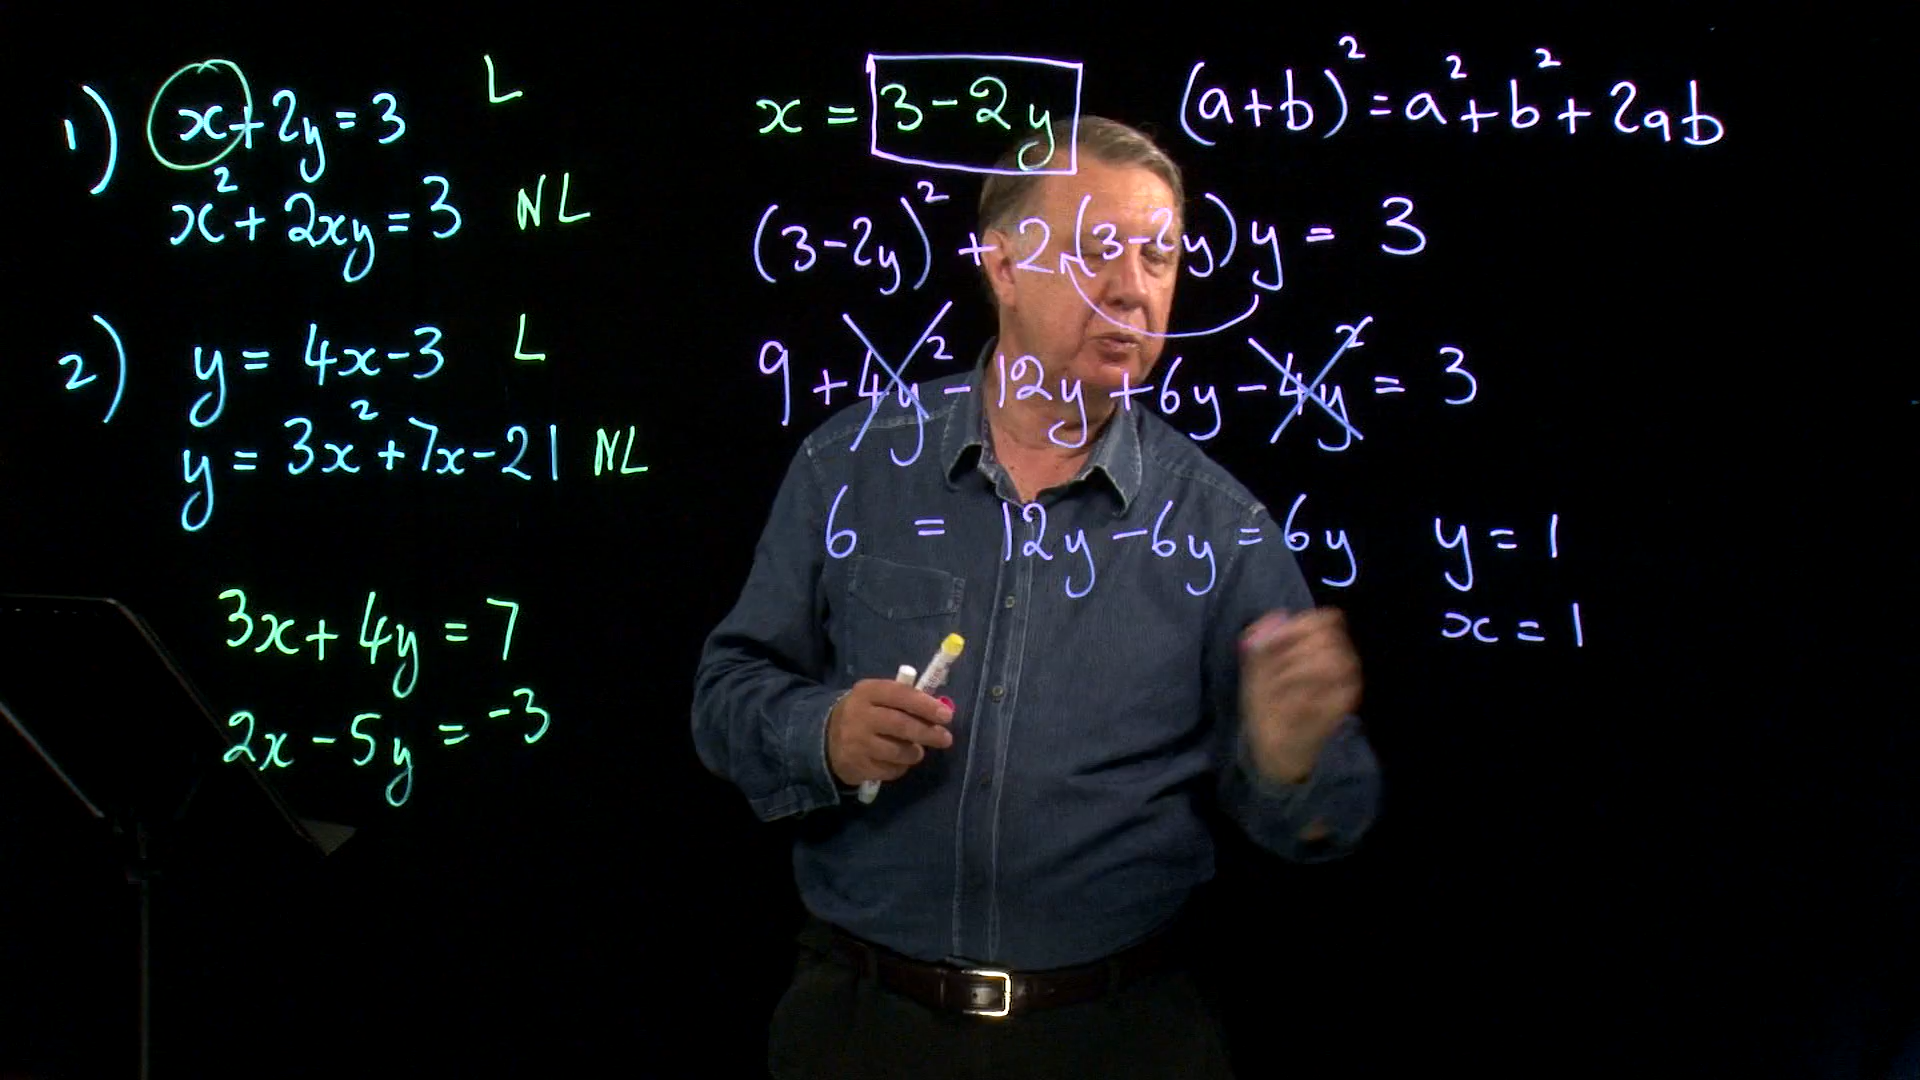 1) x+2y=3 L
x²+2xy=3 NL
2) y=4x-3 L
y=3x²+7x-21 NL
3x+4y=7
2x-5y=-3
x=3-2y
(a+b)²=a²+b²+2ab
(3-2y)²+2(3-2y)y=3
9+4y²-12y+6y-4y²=3
6=12y-6y=6y
y=1
x=1